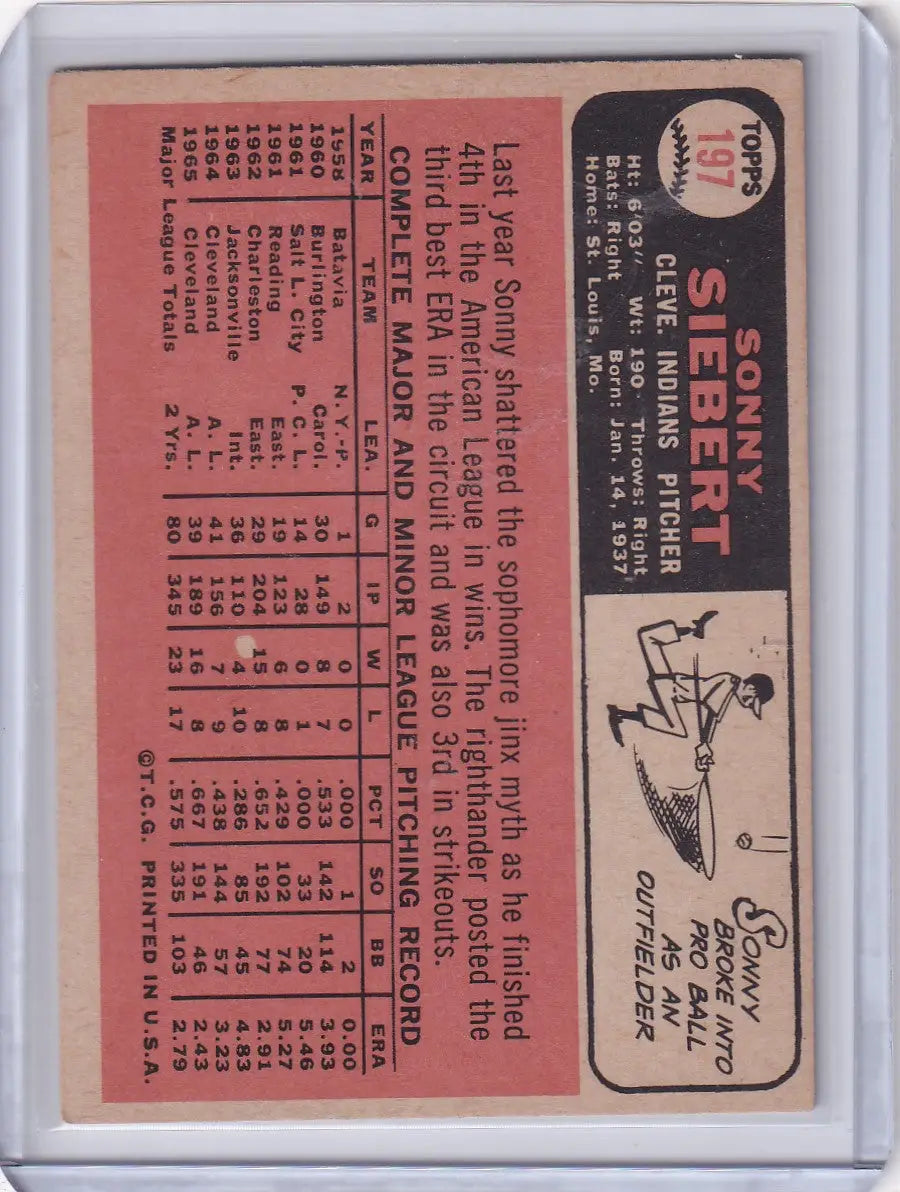 TOPPS
197
SONNY
SIEBERT
CLEVE. INDIANS PITCHER
Ht: 6'03" Wt: 190 Throws: Right
Bats: Right Born: Jan. 14, 1937
Home: St. Louis, Mo.
SONNY
BROKE INTO
PRO BALL
AS AN
OUTFIELDER
Last year Sonny shattered the sophomore jinx myth as he finished
4th in the American League in wins. The righthander posted the
third best ERA in the circuit and was also 3rd in strikeouts.
COMPLETE MAJOR AND MINOR LEAGUE PITCHING RECORD
YEAR TEAM LEA. G IP W L PCT SO BB ERA
1958 Batavia N.Y.-P. 1 2 0 0 .000 1 2 0.00
1960 Burlington Carol. 30 149 8 7 .533 142 114 3.93
1961 Salt L. City P. C. L. 14 28 0 1 .000 33 20 5.46
1961 Reading East. 19 123 6 8 .429 102 74 5.27
1962 Charleston East. 29 204 15 8 .652 192 77 2.91
1963 Jacksonville Int. 36 110 4 10 .286 85 45 4.83
1964 Cleveland A. L. 41 156 7 9 .438 144 57 3.23
1965 Cleveland A. L. 39 189 16 8 .667 191 46 2.43
Major League Totals 2 Yrs. 80 345 23 17 .575 335 103 2.79
©T.C.G. PRINTED IN U.S.A.